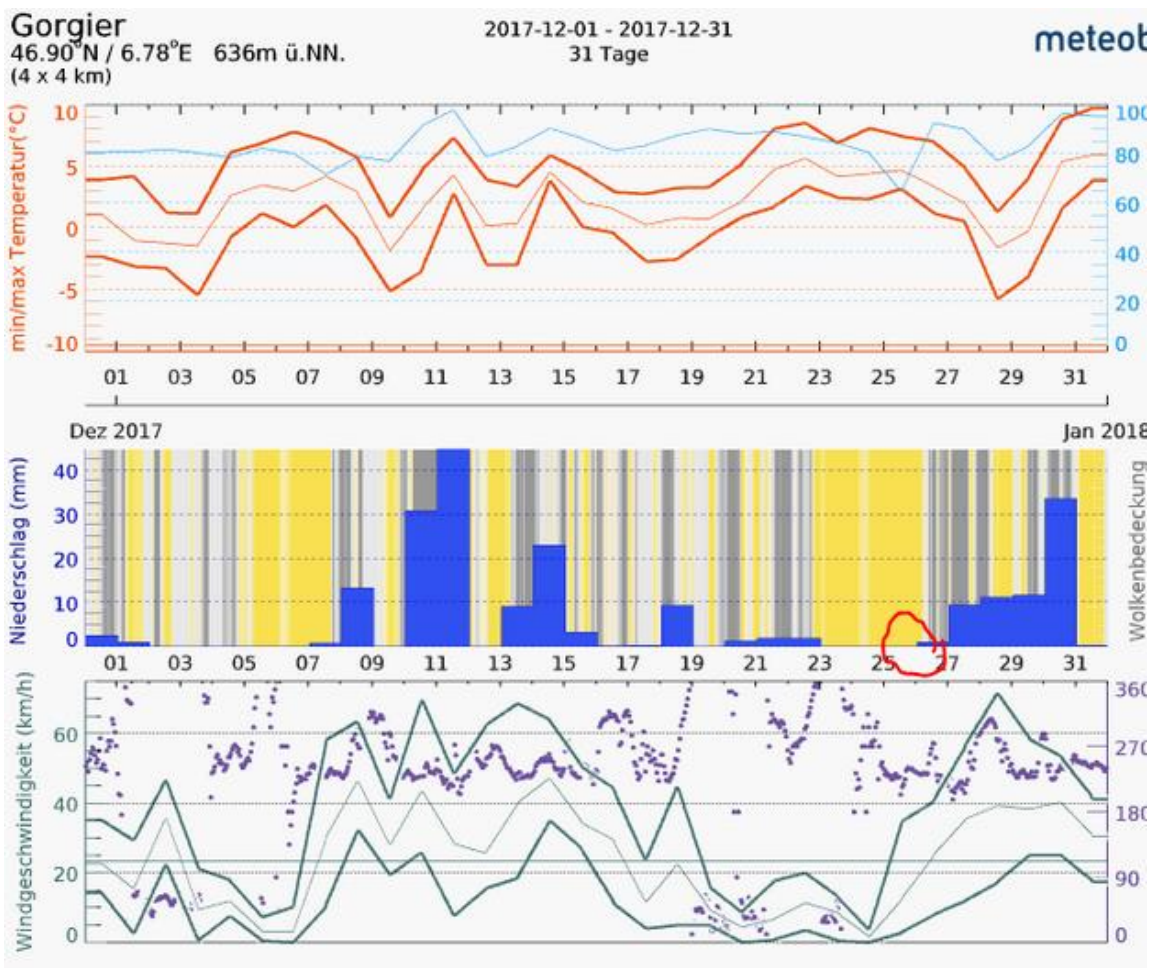 Gorgier
2017-12-01 - 2017-12-31
meteob
46.90°N / 6.78°E 636m ü.NN.
31 Tage
(4 x 4 km)
min/max Temperatur(°C)
10
5
0
-5
-10
100
80
60
40
20
0
01 03 05 07 09 11 13 15 17 19 21 23 25 27 29 31
Dez 2017
Jan 2018
Niederschlag (mm)
40
30
20
10
0
Wolkenbedeckung
01 03 05 07 09 11 13 15 17 19 21 23 25 27 29 31
Windgeschwindigkeit (km/h)
60
40
20
0
360
270
180
90
0